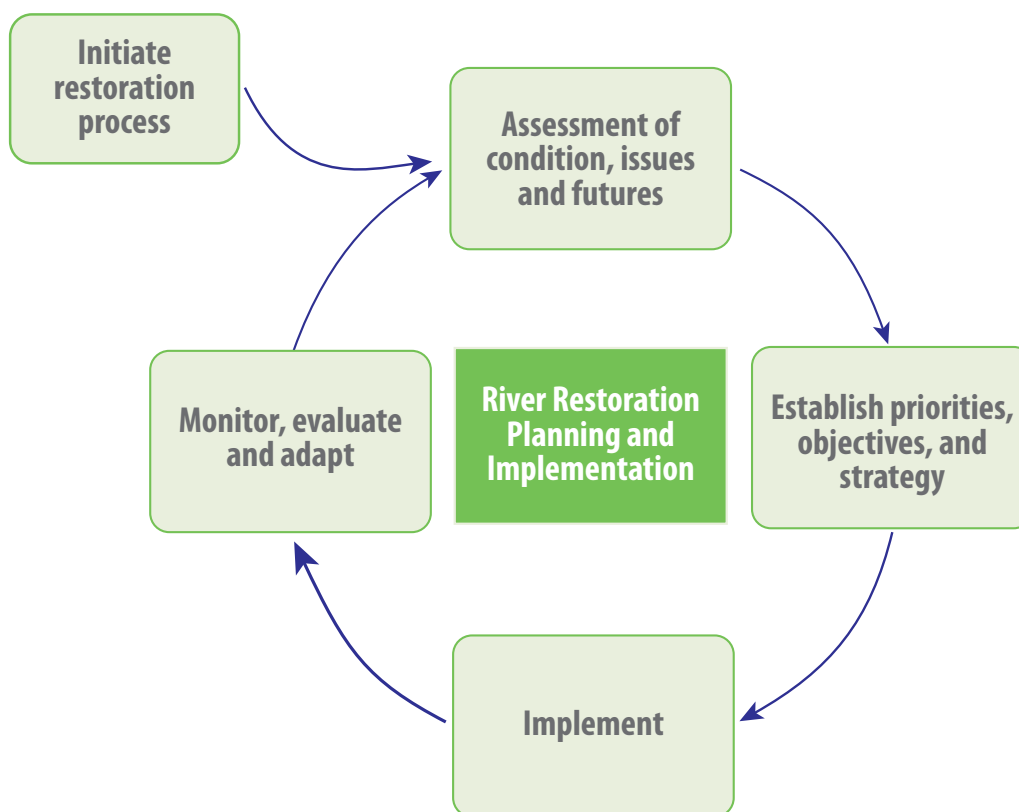 Initiate
restoration
process
Assessment of
condition, issues
and futures
Monitor, evaluate
and adapt
River Restoration
Planning and
Implementation
Establish priorities,
objectives, and
strategy
Implement